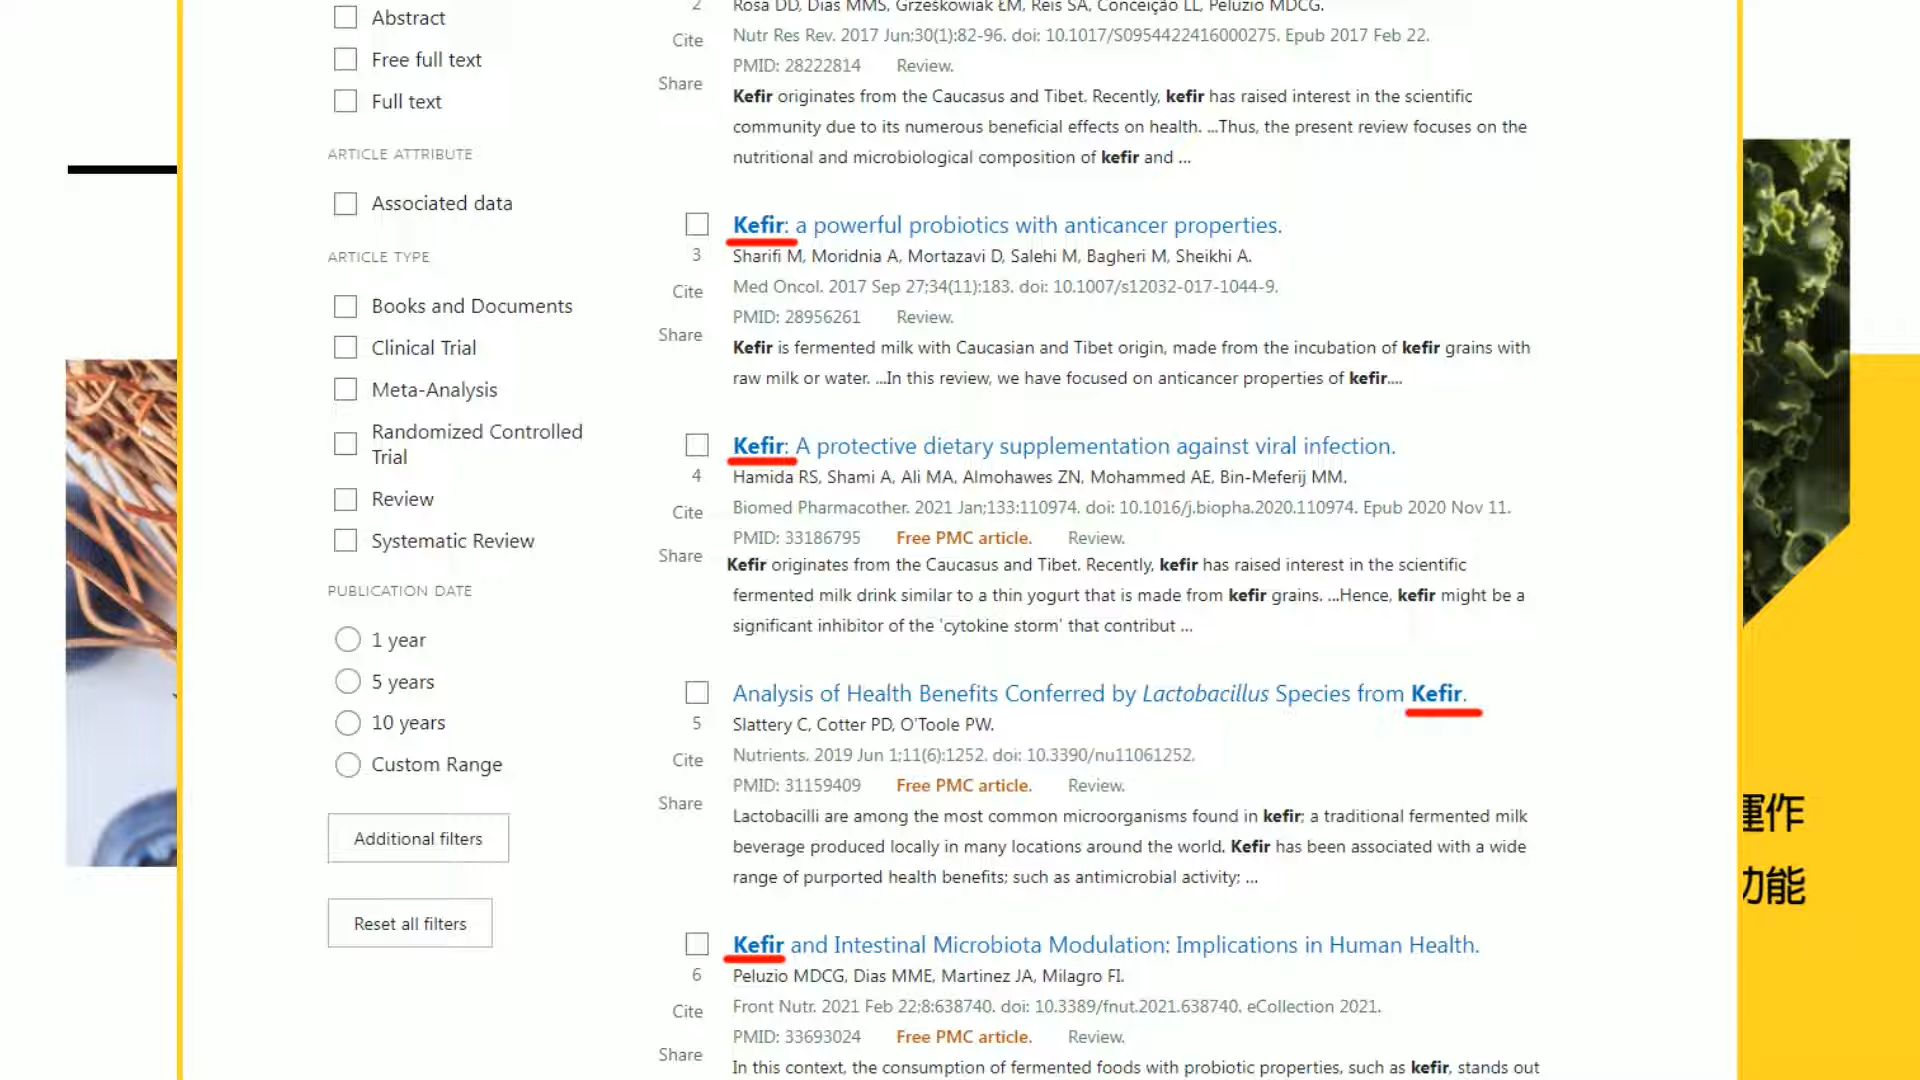 Abstract
Free full text
Full text
ARTICLE ATTRIBUTE
Associated data
ARTICLE TYPE
Books and Documents
Clinical Trial
Meta-Analysis
Randomized Controlled
Trial
Review
Systematic Review
PUBLICATION DATE
1 year
5 years
10 years
Custom Range
Additional filters
Reset all filters
2
Rosa DD, Dias MMS, Grześkowiak ŁM, Reis SA, Conceição LL, Peluzio MDCG.
Cite
Nutr Res Rev. 2017 Jun;30(1):82-96. doi: 10.1017/S0954422416000275. Epub 2017 Feb 22.
PMID: 28222814 Review.
Share
Kefir originates from the Caucasus and Tibet. Recently, kefir has raised interest in the scientific
community due to its numerous beneficial effects on health. ...Thus, the present review focuses on the
nutritional and microbiological composition of kefir and ...
Kefir: a powerful probiotics with anticancer properties.
3
Sharifi M, Moridnia A, Mortazavi D, Salehi M, Bagheri M, Sheikhi A.
Cite
Med Oncol. 2017 Sep 27;34(11):183. doi: 10.1007/s12032-017-1044-9.
PMID: 28956261 Review.
Share
Kefir is fermented milk with Caucasian and Tibet origin, made from the incubation of kefir grains with
raw milk or water. ...In this review, we have focused on anticancer properties of kefir....
Kefir: A protective dietary supplementation against viral infection.
4
Hamida RS, Shami A, Ali MA, Almohawes ZN, Mohammed AE, Bin-Meferij MM.
Cite
Biomed Pharmacother. 2021 Jan;133:110974. doi: 10.1016/j.biopha.2020.110974. Epub 2020 Nov 11.
PMID: 33186795 Free PMC article. Review.
Share
Kefir originates from the Caucasus and Tibet. Recently, kefir has raised interest in the scientific
fermented milk drink similar to a thin yogurt that is made from kefir grains. ...Hence, kefir might be a
significant inhibitor of the 'cytokine storm' that contribut ...
Analysis of Health Benefits Conferred by Lactobacillus Species from Kefir.
5
Slattery C, Cotter PD, O'Toole PW.
Cite
Nutrients. 2019 Jun 1;11(6):1252. doi: 10.3390/nu11061252.
PMID: 31159409 Free PMC article. Review.
Share
Lactobacilli are among the most common microorganisms found in kefir; a traditional fermented milk
beverage produced locally in many locations around the world. Kefir has been associated with a wide
range of purported health benefits; such as antimicrobial activity; ...
Kefir and Intestinal Microbiota Modulation: Implications in Human Health.
6
Peluzio MDCG, Dias MME, Martinez JA, Milagro FI.
Cite
Front Nutr. 2021 Feb 22;8:638740. doi: 10.3389/fnut.2021.638740. eCollection 2021.
PMID: 33693024 Free PMC article. Review.
Share
In this context, the consumption of fermented foods with probiotic properties, such as kefir, stands out
運作
功能